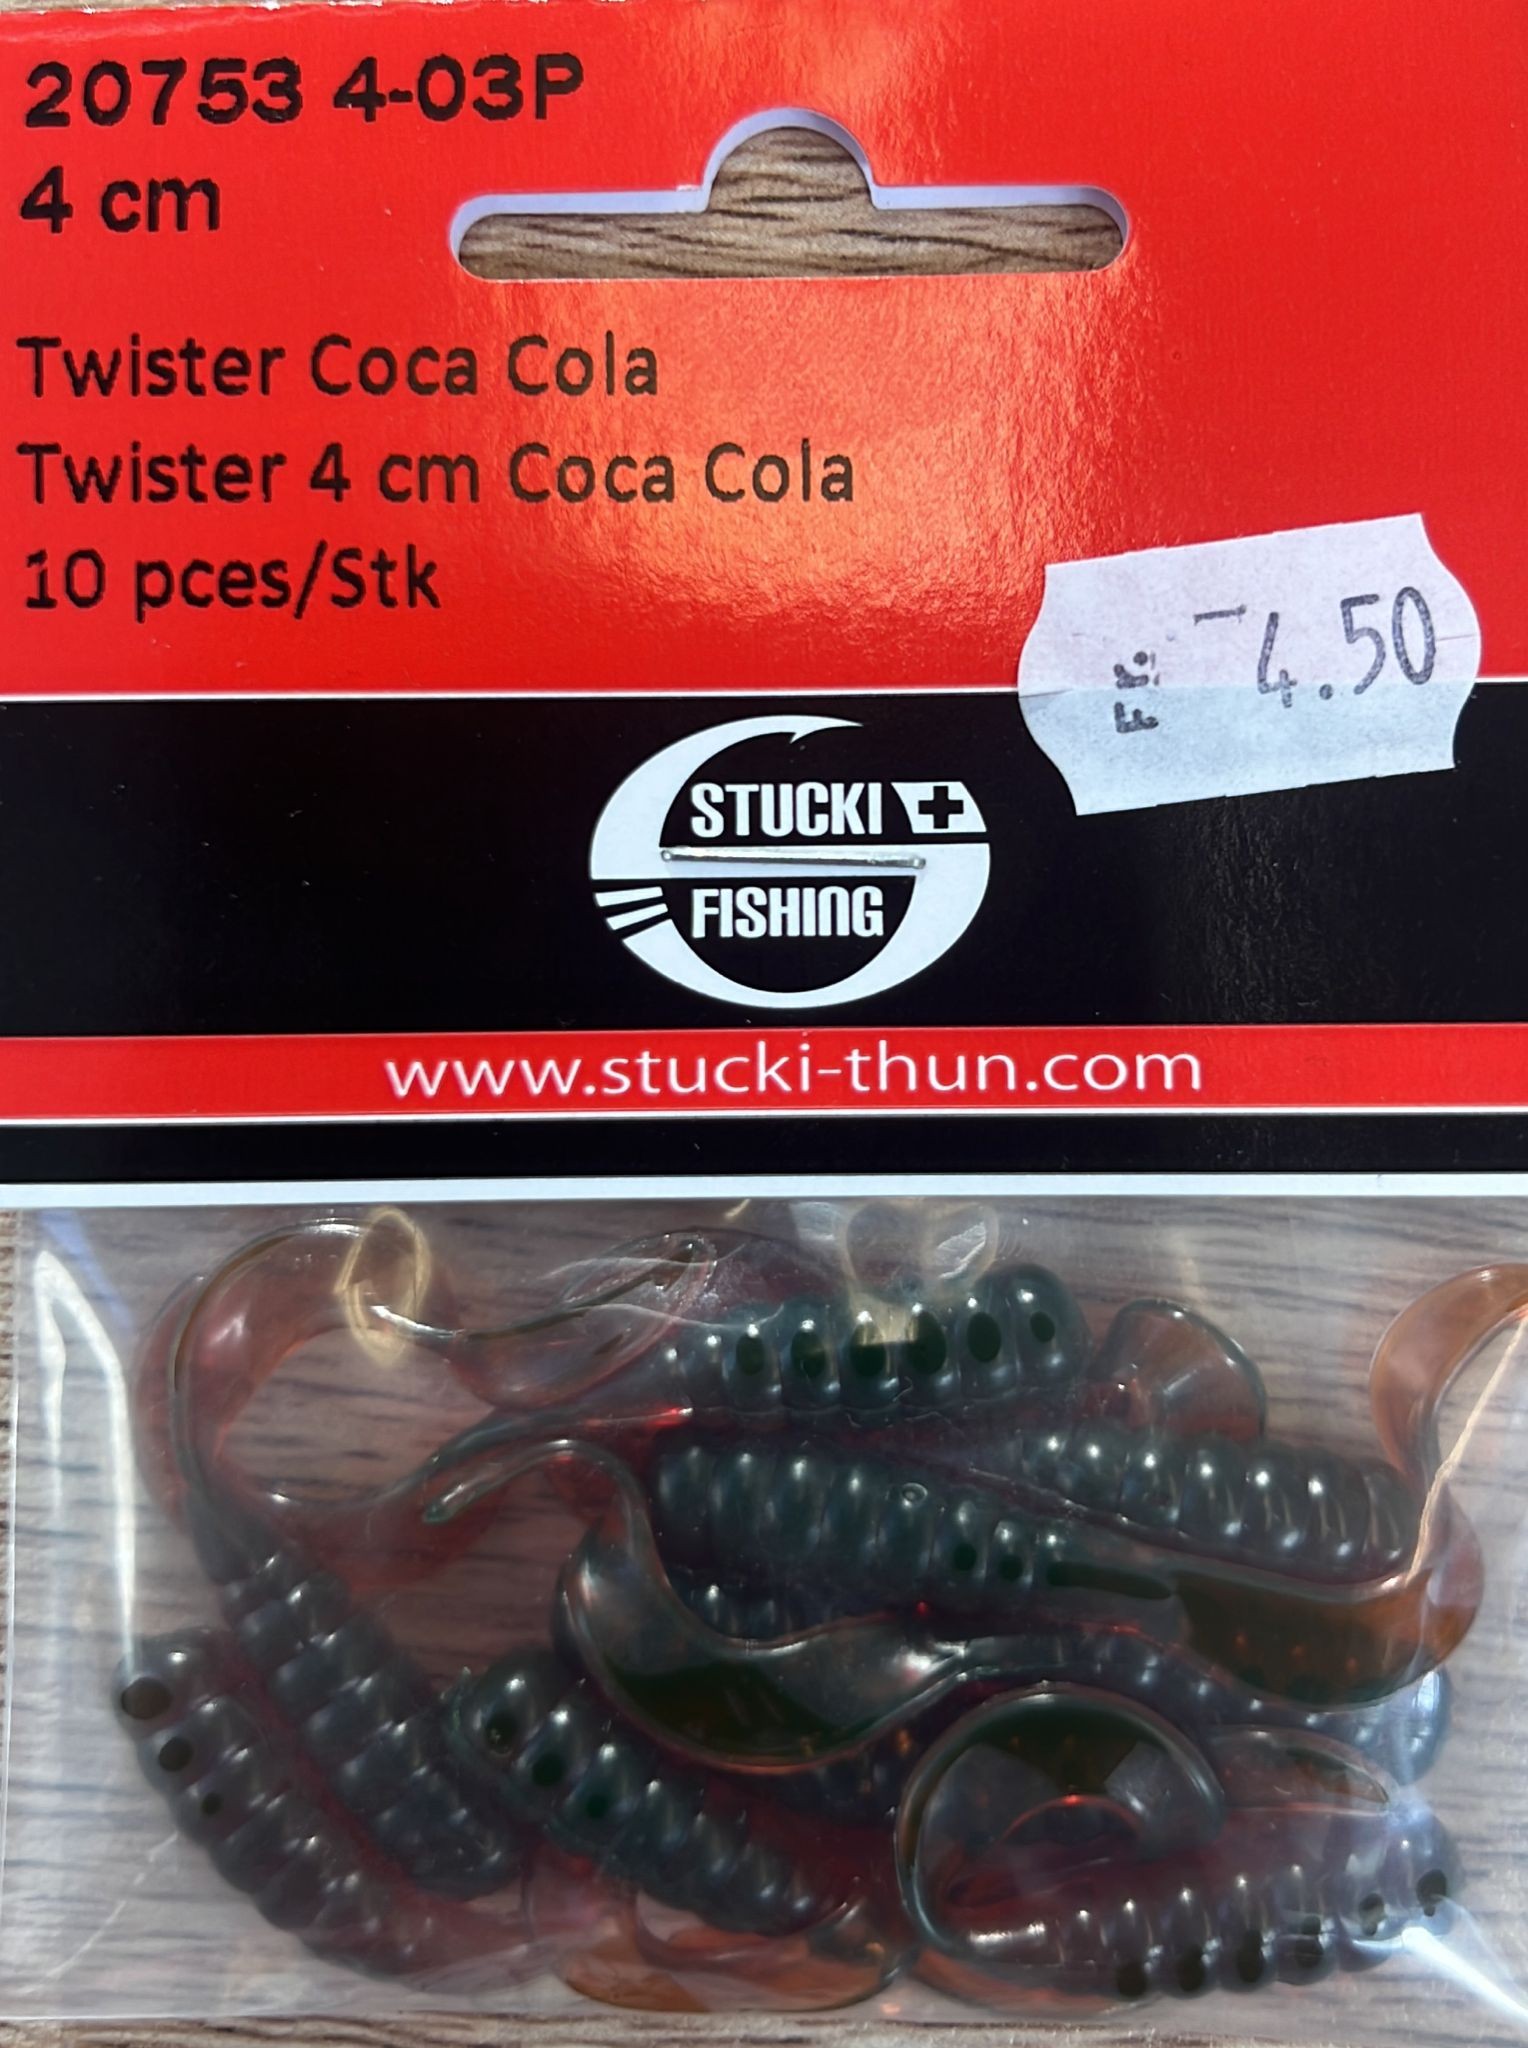 20753 4-03P
4 cm
Twister Coca Cola
Twister 4 cm Coca Cola
10 pces/Stk
Fr. 4.50
STUCKI
FISHING
www.stucki-thun.com